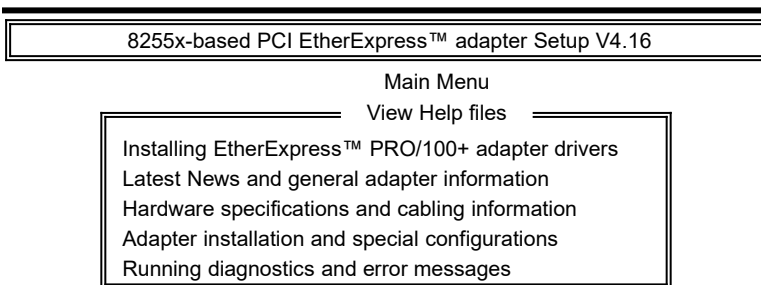 8255x-based PCI EtherExpress™ adapter Setup V4.16
Main Menu
View Help files
Installing EtherExpress™ PRO/100+ adapter drivers
Latest News and general adapter information
Hardware specifications and cabling information
Adapter installation and special configurations
Running diagnostics and error messages